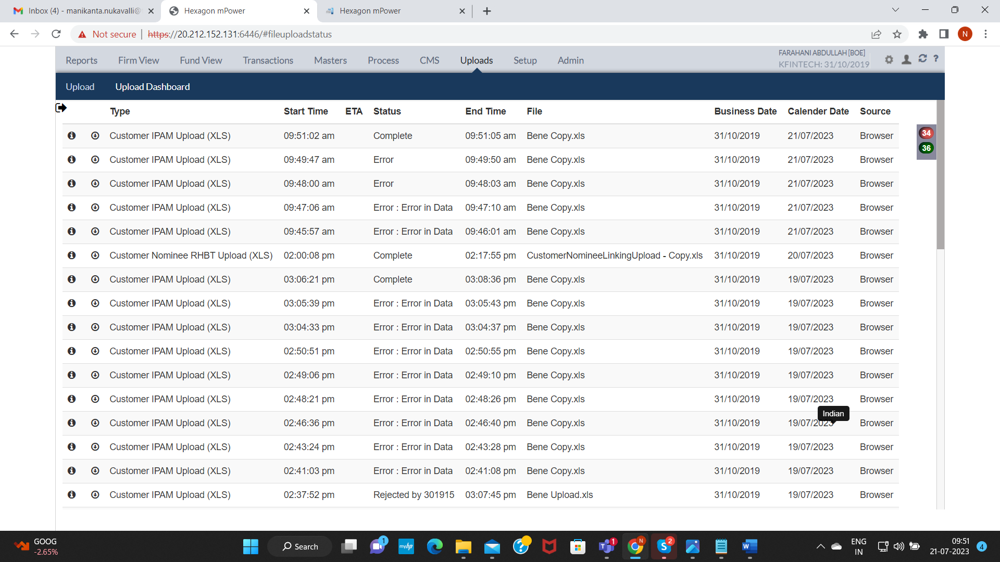 Inbox (4) - manikanta.nukavalli@
Hexagon mPower
Hexagon mPower
Not secure | https://20.212.152.131:6446/#fileuploadstatus
N
Reports Firm View Fund View Transactions Masters Process CMS Uploads Setup Admin
FARAHANI ABDULLAH [BOE]
KFINTECH: 31/10/2019
?
Upload Upload Dashboard
Type Start Time ETA Status End Time File Business Date Calender Date Source
Customer IPAM Upload (XLS) 09:51:02 am Complete 09:51:05 am Bene Copy.xls 31/10/2019 21/07/2023 Browser
34
36
Customer IPAM Upload (XLS) 09:49:47 am Error 09:49:50 am Bene Copy.xls 31/10/2019 21/07/2023 Browser
Customer IPAM Upload (XLS) 09:48:00 am Error 09:48:03 am Bene Copy.xls 31/10/2019 21/07/2023 Browser
Customer IPAM Upload (XLS) 09:47:06 am Error : Error in Data 09:47:10 am Bene Copy.xls 31/10/2019 21/07/2023 Browser
Customer IPAM Upload (XLS) 09:45:57 am Error : Error in Data 09:46:01 am Bene Copy.xls 31/10/2019 21/07/2023 Browser
Customer Nominee RHBT Upload (XLS) 02:00:08 pm Complete 02:17:55 pm CustomerNomineeLinkingUpload - Copy.xls 31/10/2019 20/07/2023 Browser
Customer IPAM Upload (XLS) 03:06:21 pm Complete 03:08:36 pm Bene Copy.xls 31/10/2019 19/07/2023 Browser
Customer IPAM Upload (XLS) 03:05:39 pm Error : Error in Data 03:05:43 pm Bene Copy.xls 31/10/2019 19/07/2023 Browser
Customer IPAM Upload (XLS) 03:04:33 pm Error : Error in Data 03:04:37 pm Bene Copy.xls 31/10/2019 19/07/2023 Browser
Customer IPAM Upload (XLS) 02:50:51 pm Error : Error in Data 02:50:55 pm Bene Copy.xls 31/10/2019 19/07/2023 Browser
Customer IPAM Upload (XLS) 02:49:06 pm Error : Error in Data 02:49:10 pm Bene Copy.xls 31/10/2019 19/07/2023 Browser
Customer IPAM Upload (XLS) 02:48:21 pm Error : Error in Data 02:48:26 pm Bene Copy.xls 31/10/2019 19/07/2023 Browser
Indian
Customer IPAM Upload (XLS) 02:46:36 pm Error : Error in Data 02:46:40 pm Bene Copy.xls 31/10/2019 19/07/2023 Browser
Customer IPAM Upload (XLS) 02:43:24 pm Error : Error in Data 02:43:28 pm Bene Copy.xls 31/10/2019 19/07/2023 Browser
Customer IPAM Upload (XLS) 02:41:03 pm Error : Error in Data 02:41:08 pm Bene Copy.xls 31/10/2019 19/07/2023 Browser
Customer IPAM Upload (XLS) 02:37:52 pm Rejected by 301915 03:07:45 pm Bene Upload.xls 31/10/2019 19/07/2023 Browser
GOOG
-2.65%
Search
1
myhp
?
T
1
N
S
2
W
ENG
IN
09:51
21-07-2023
4